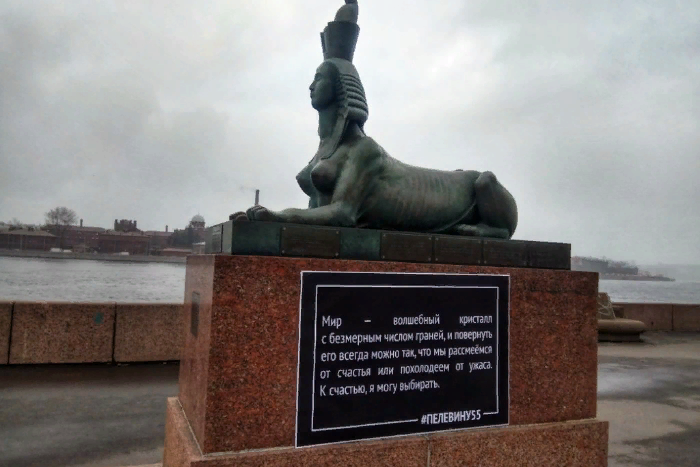 Мир – волшебный кристалл
с безмерным числом граней, и повернуть
его всегда можно так, что мы рассмеёмся
от счастья или похолодеем от ужаса.
К счастью, я могу выбирать.
#ПЕЛЕВИНУ55